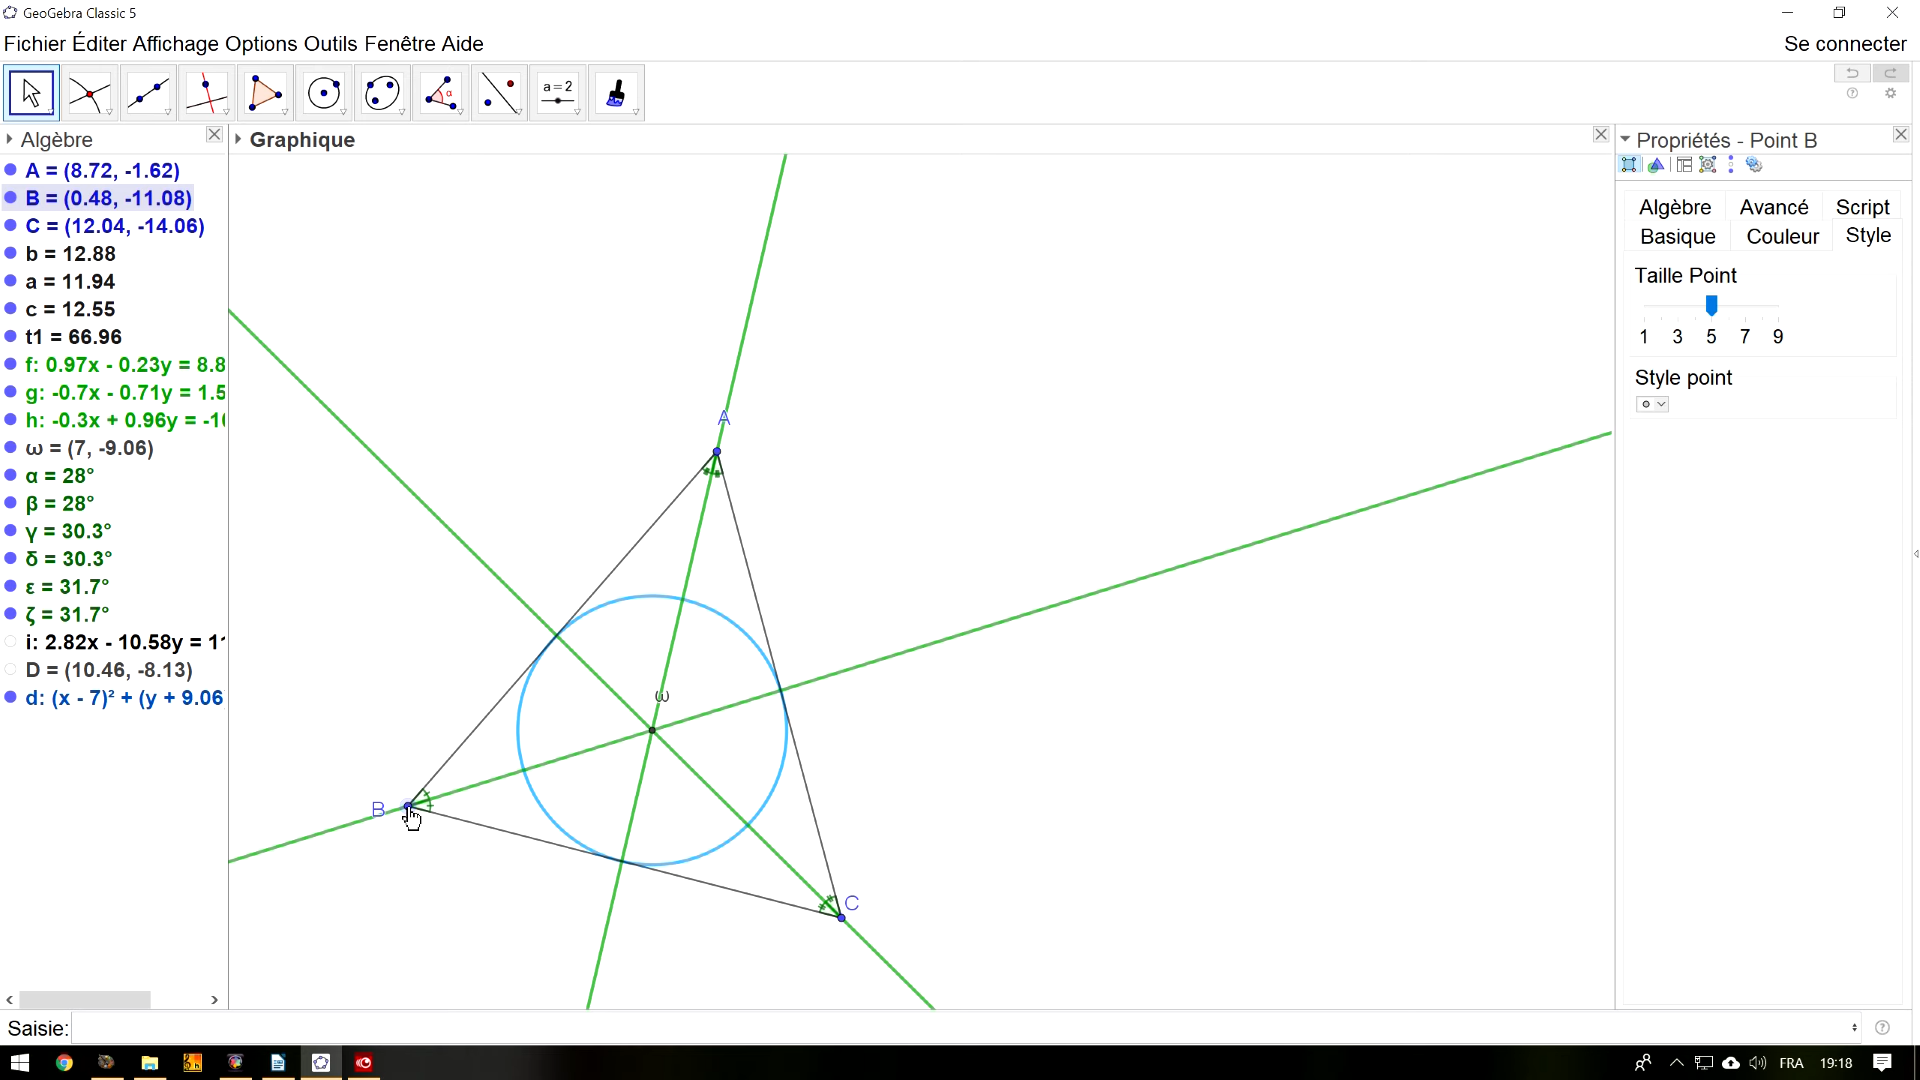 GeoGebra Classic 5
Fichier Éditer Affichage Options Outils Fenêtre Aide
Se connecter
α
a=2
Algèbre
Graphique
Propriétés - Point B
A = (8.72, -1.62)
B = (0.48, -11.08)
C = (12.04, -14.06)
b = 12.88
a = 11.94
c = 12.55
t1 = 66.96
f: 0.97x - 0.23y = 8.8
g: -0.7x - 0.71y = 1.5
h: -0.3x + 0.96y = -1
ω = (7, -9.06)
α = 28°
β = 28°
γ = 30.3°
δ = 30.3°
ε = 31.7°
ζ = 31.7°
i: 2.82x - 10.58y = 1
D = (10.46, -8.13)
d: (x - 7)² + (y + 9.06
A
ω
B
C
Algèbre Avancé Script
Basique Couleur Style
Taille Point
1 3 5 7 9
Style point
Saisie:
FRA 19:18